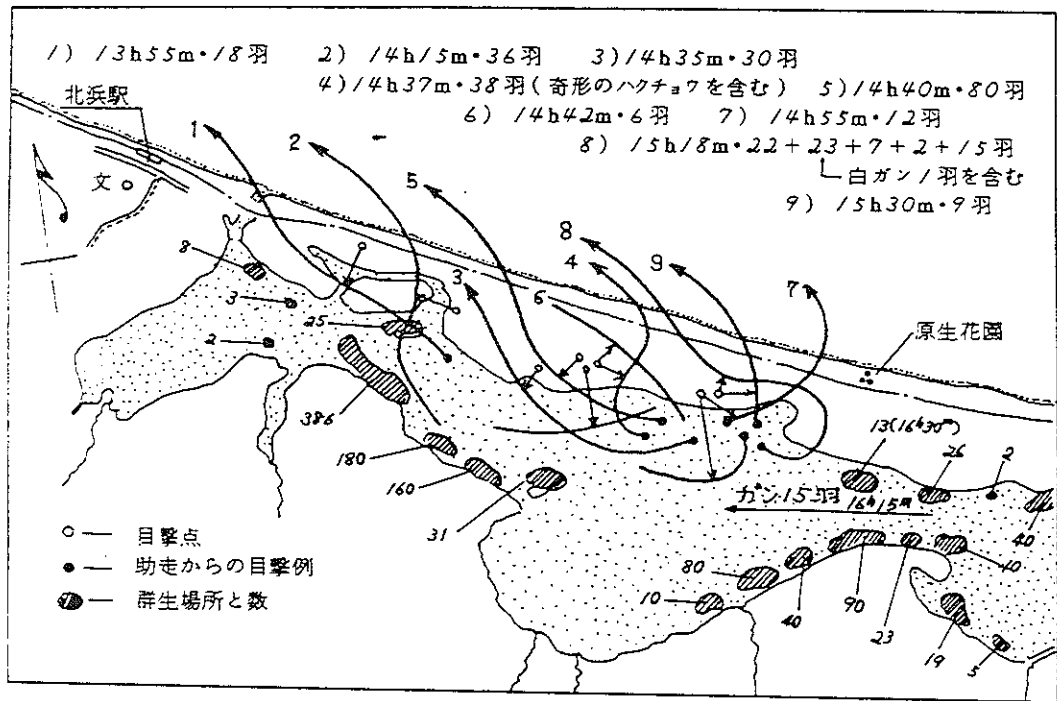 1) 13h55m・18羽 2) 14h15m・36羽 3)14h35m・30羽
4)14h37m・38羽(奇形のハクチョウを含む) 5)14h40m・80羽
6) 14h42m・6羽 7) 14h55m・12羽
8) 15h18m・22+23+7+2+15羽
白ガン1羽を含む
9) 15h30m・9羽
北浜駅
文
1
2
5
3
6
8
4
9
7
原生花園
8
3
2
25
386
180
160
31
13(16h30m)
26
2
40
ガン15羽 16h15m
10
80
40
90
23
10
19
5
目撃点
助走からの目撃例
群生場所と数